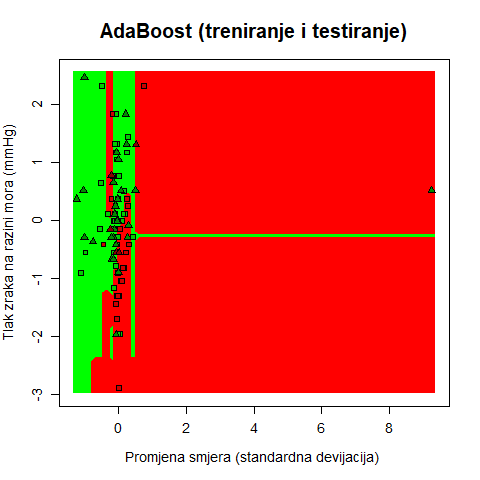 AdaBoost (treniranje i testiranje)
Tlak zraka na razini mora (mmHg)
2
1
0
-1
-2
-3
0 2 4 6 8
Promjena smjera (standardna devijacija)